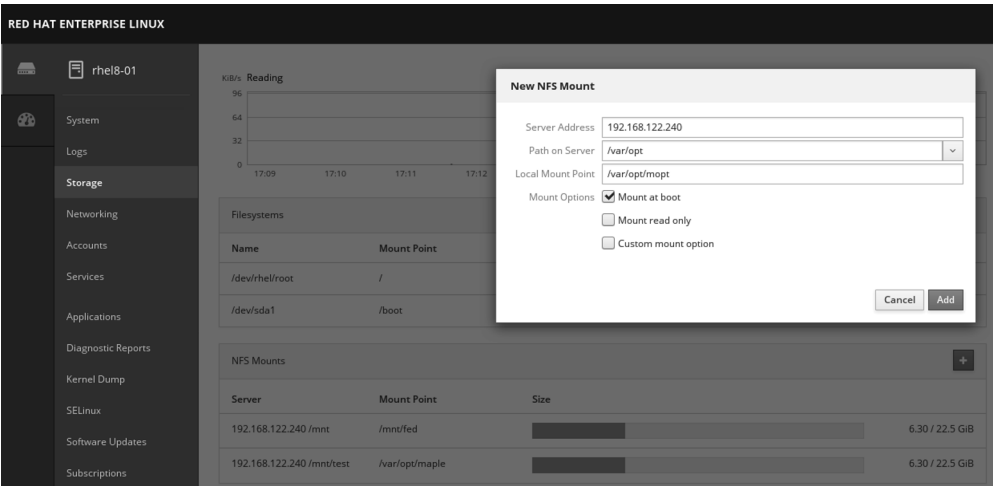 RED HAT ENTERPRISE LINUX
rhel8-01
System
Logs
Storage
Networking
Accounts
Services
Applications
Diagnostic Reports
Kernel Dump
SELinux
Software Updates
Subscriptions
KiB/s Reading
96
64
32
0
17:09 17:10 17:11 17:12
Filesystems
Name Mount Point
/dev/rhel/root /
/dev/sda1 /boot
NFS Mounts +
Server Mount Point Size
192.168.122.240 /mnt /mnt/fed 6.30 / 22.5 GiB
192.168.122.240 /mnt/test /var/opt/maple 6.30 / 22.5 GiB
New NFS Mount
Server Address 192.168.122.240
Path on Server /var/opt
Local Mount Point /var/opt/mopt
Mount Options Mount at boot
Mount read only
Custom mount option
Cancel Add